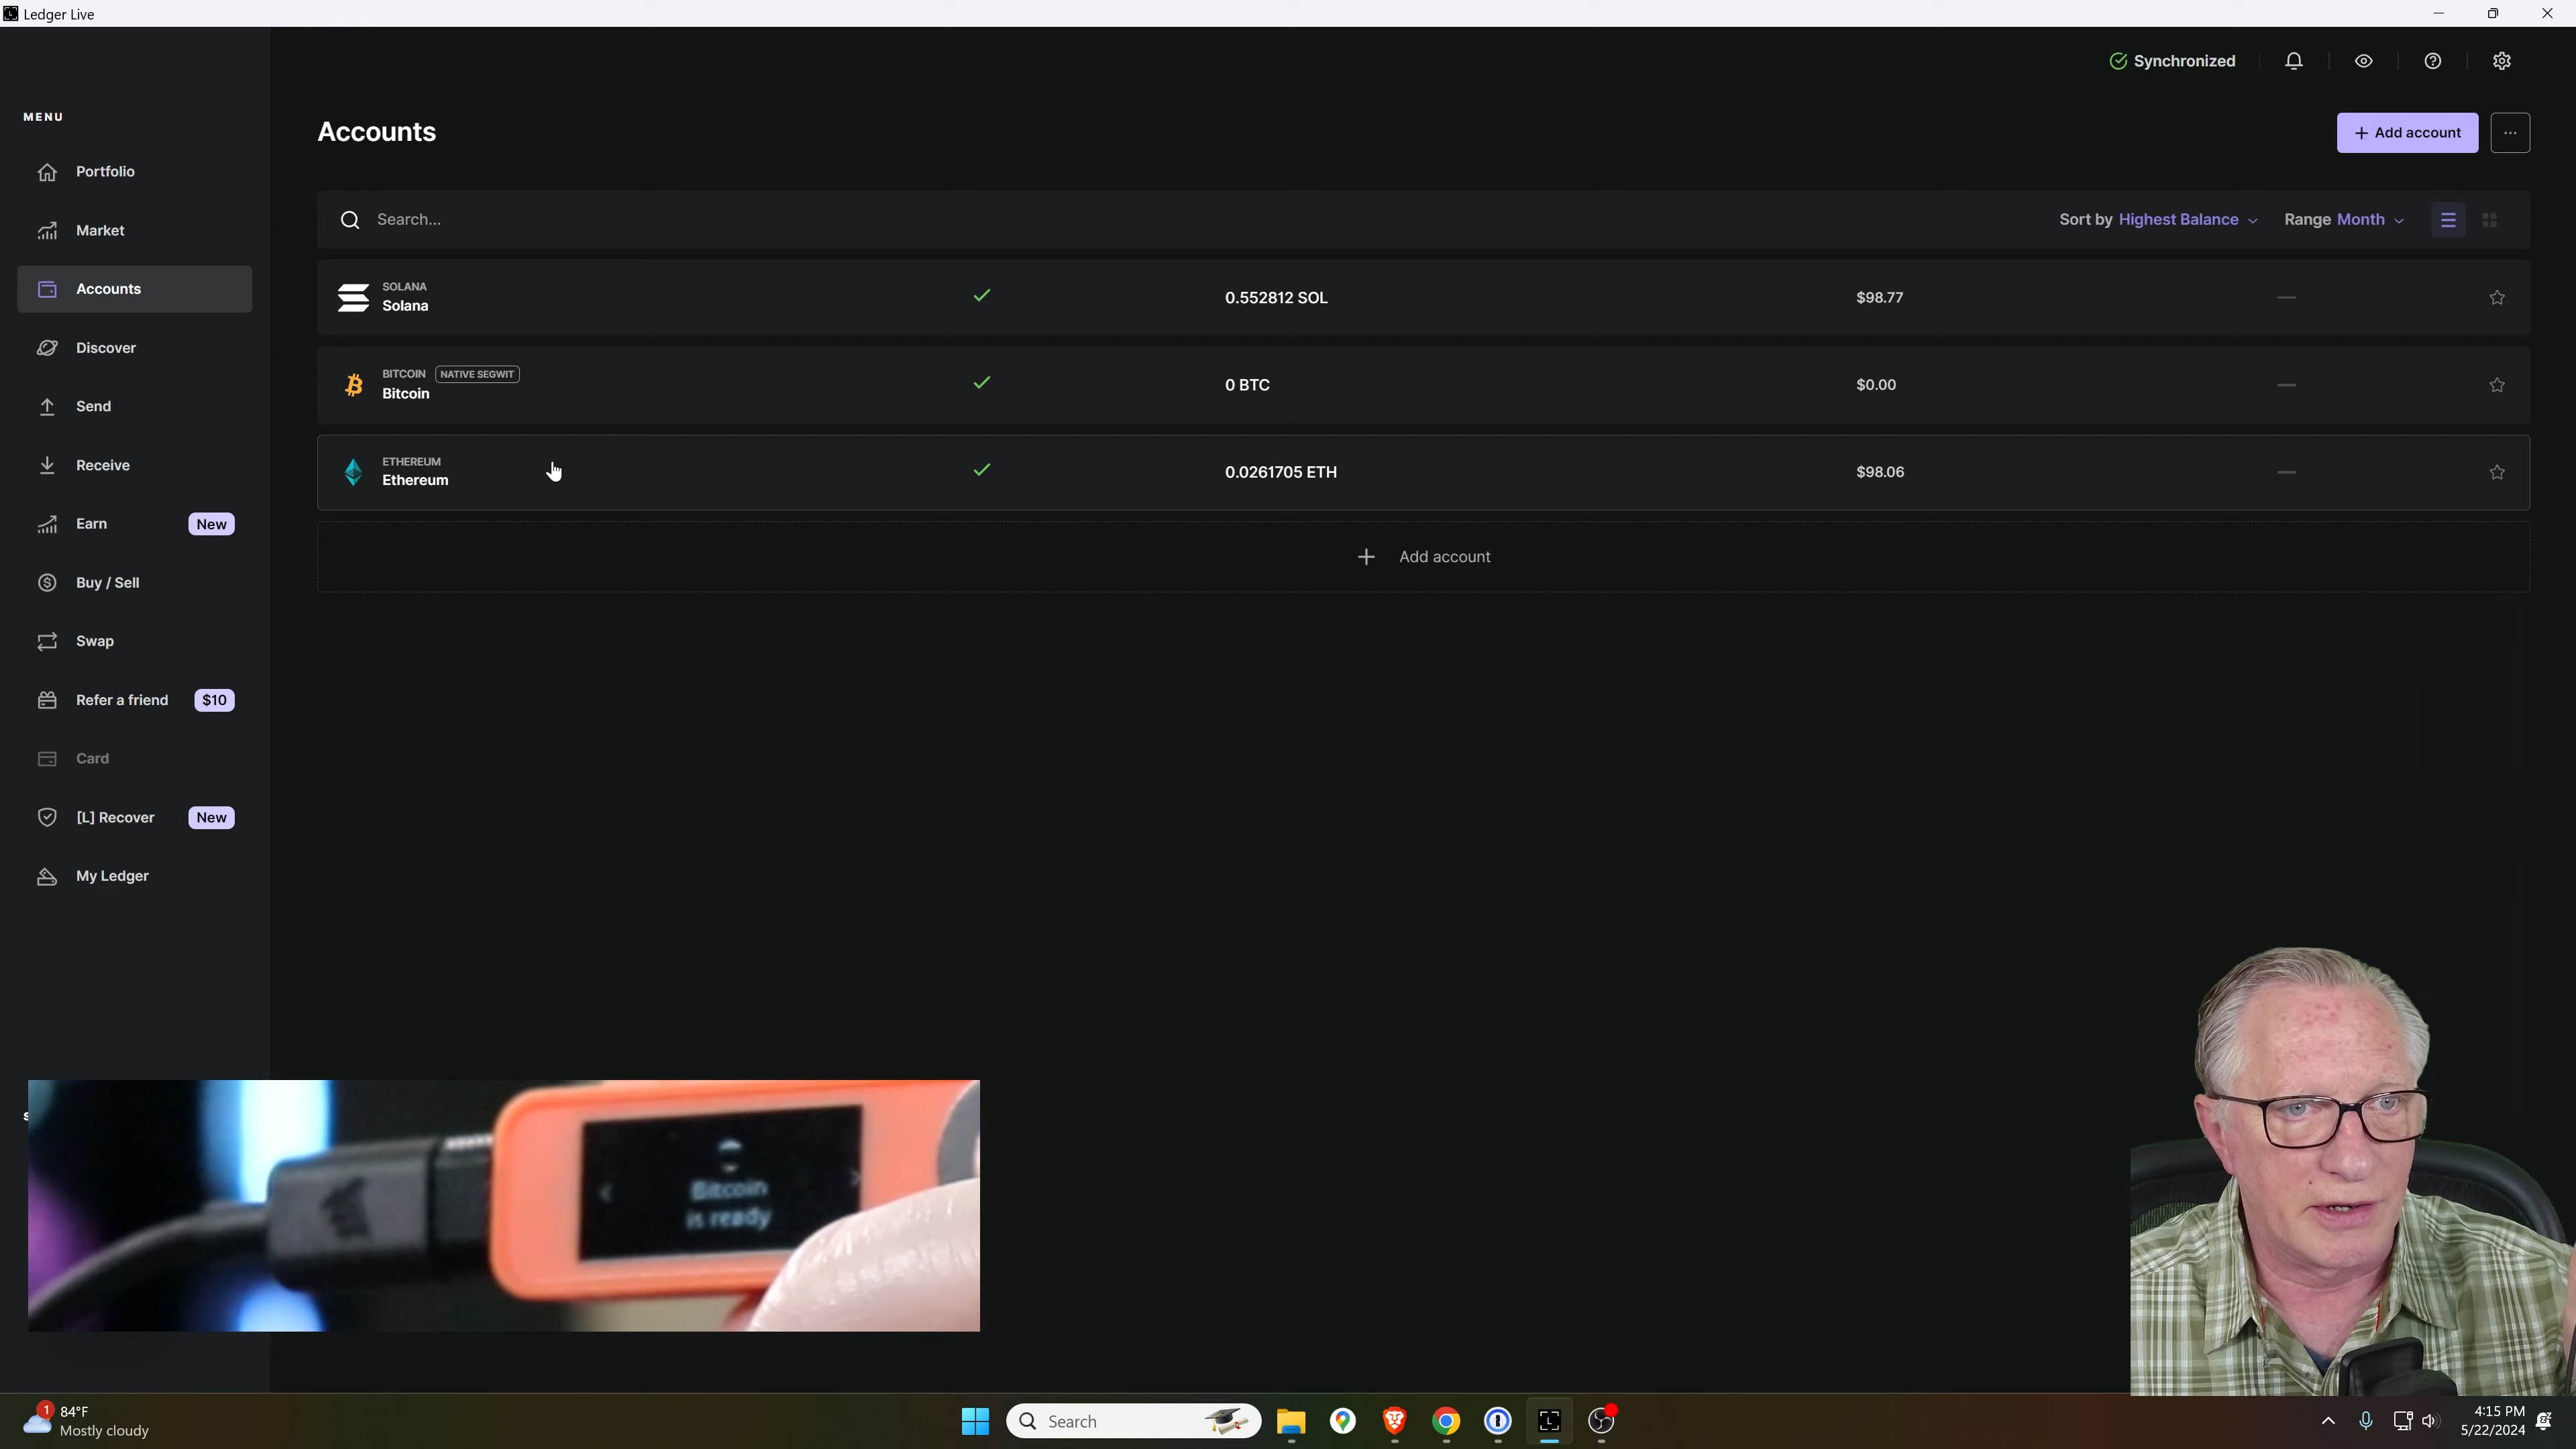 Ledger Live
Synchronized
MENU
Portfolio
Market
Accounts
Discover
Send
Receive
Earn New
Buy / Sell
Swap
Refer a friend $10
Card
[L] Recover New
My Ledger
Accounts
+ Add account ...
Search...
Sort by Highest Balance Range Month
SOLANA
Solana
0.552812 SOL $98.77 —
BITCOIN NATIVE SEGWIT
Bitcoin
0 BTC $0.00 —
ETHEREUM
Ethereum
0.0261705 ETH $98.06 —
+ Add account
Bitcoin
is ready
1
84°F
Mostly cloudy
Search
4:15 PM
5/22/2024